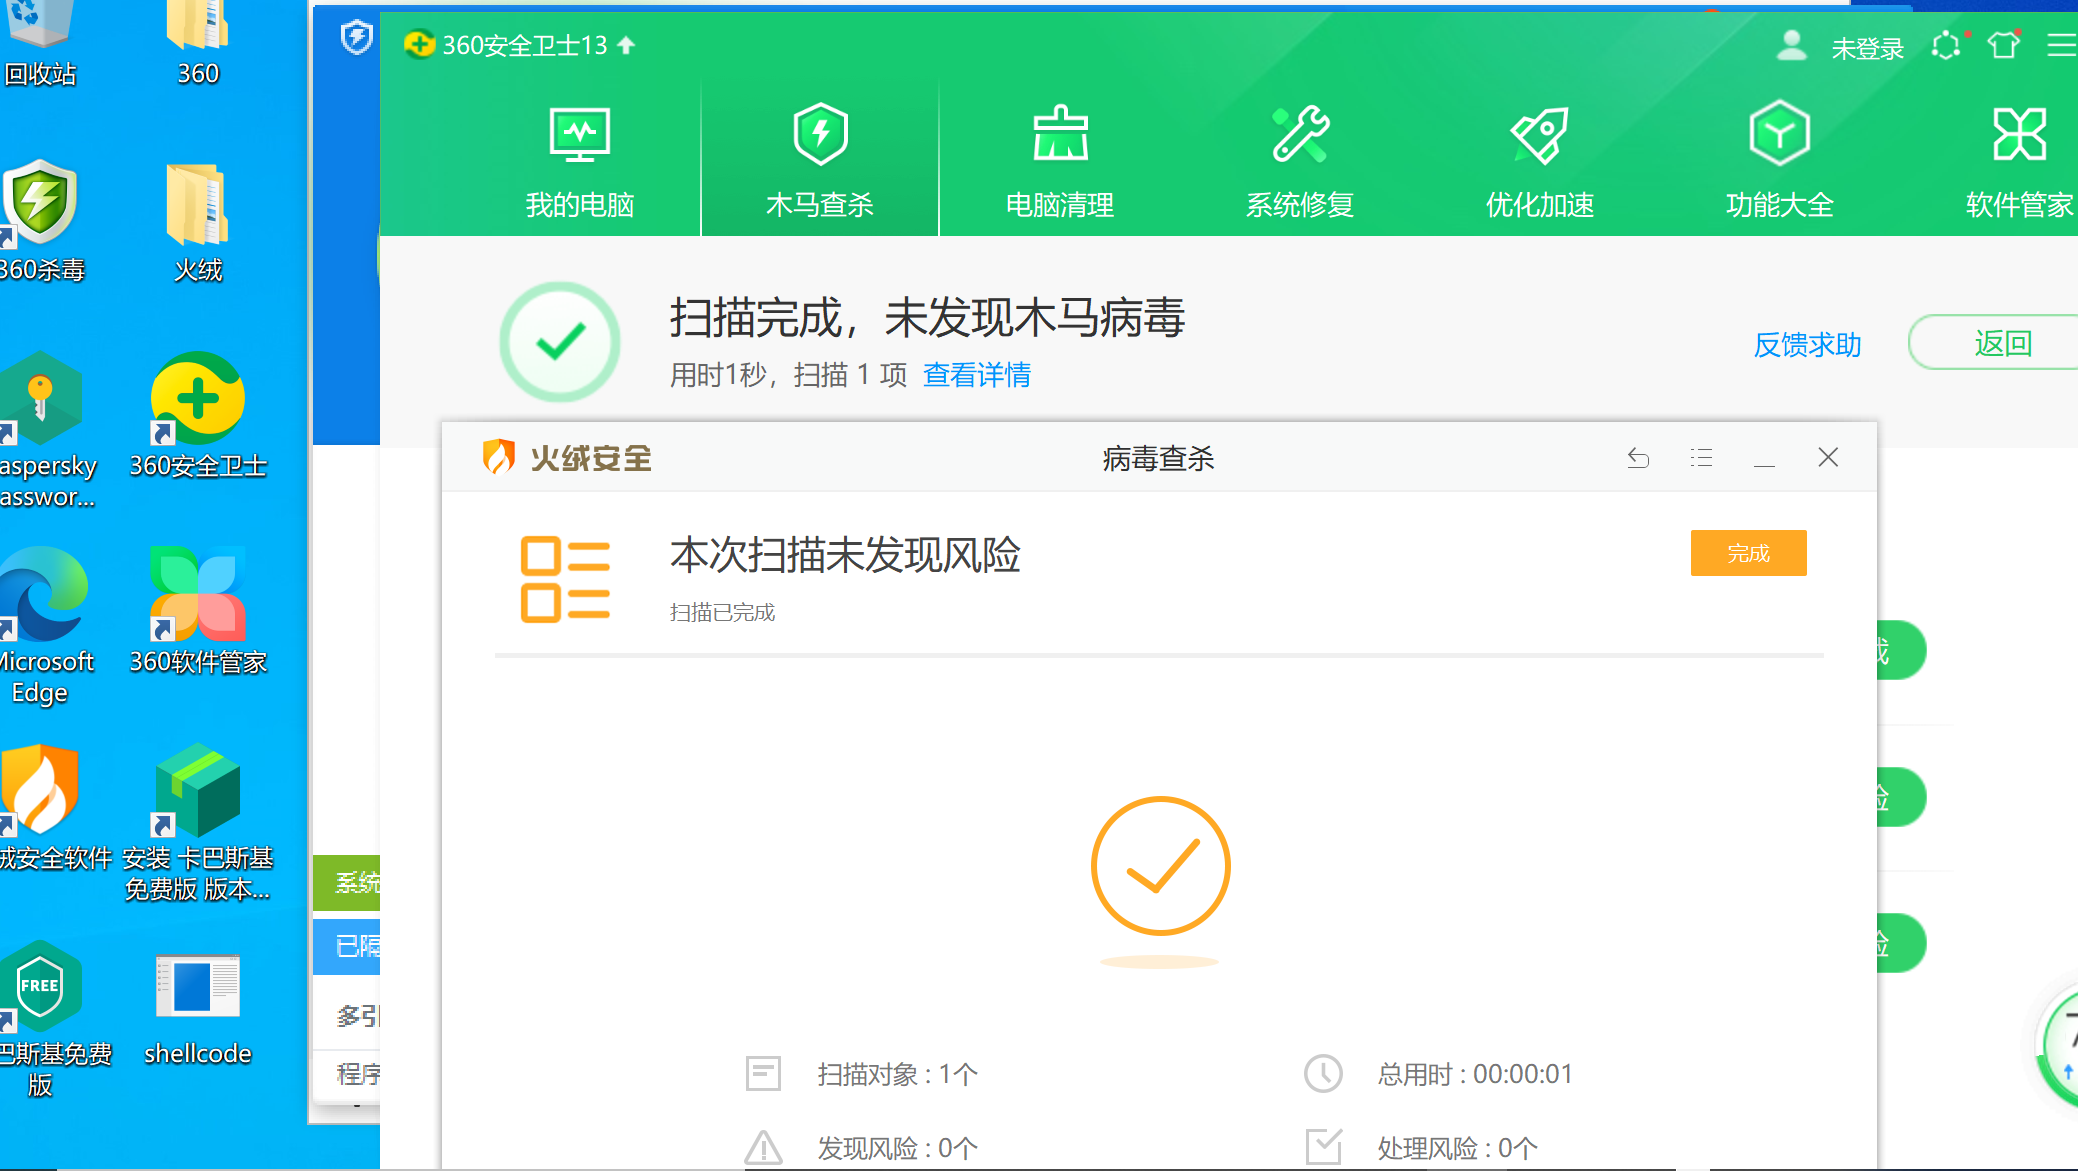 回收站
360
360杀毒
火绒
aspersky
asswor...
360安全卫士
Microsoft
Edge
360软件管家
绒安全软件
安装 卡巴斯基
免费版 版本...
FREE
巴斯基免费
版
shellcode
系统
已隔
多引
程序
360安全卫士13
未登录
我的电脑
木马查杀
电脑清理
系统修复
优化加速
功能大全
软件管家
扫描完成，未发现木马病毒
用时1秒，扫描 1 项 查看详情
反馈求助
返回
火绒安全
病毒查杀
本次扫描未发现风险
扫描已完成
完成
扫描对象 : 1个
总用时 : 00:00:01
发现风险 : 0个
处理风险 : 0个